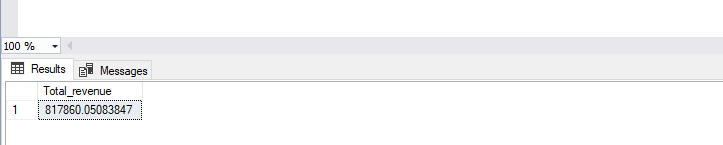 100 %
Results Messages
Total_revenue
1 817860.05083847